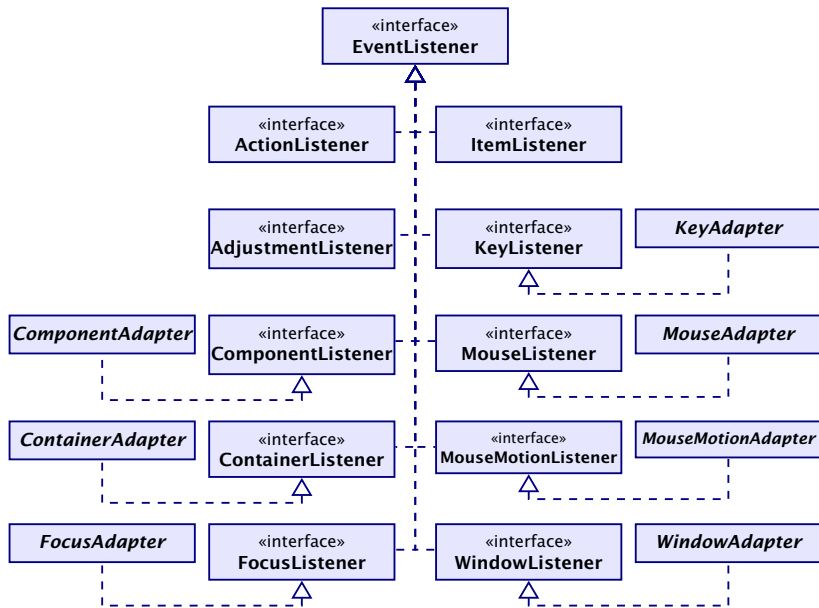 «interface»
EventListener
«interface»
ActionListener
«interface»
ItemListener
«interface»
AdjustmentListener
«interface»
KeyListener
KeyAdapter
ComponentAdapter
«interface»
ComponentListener
«interface»
MouseListener
MouseAdapter
ContainerAdapter
«interface»
ContainerListener
«interface»
MouseMotionListener
MouseMotionAdapter
FocusAdapter
«interface»
FocusListener
«interface»
WindowListener
WindowAdapter